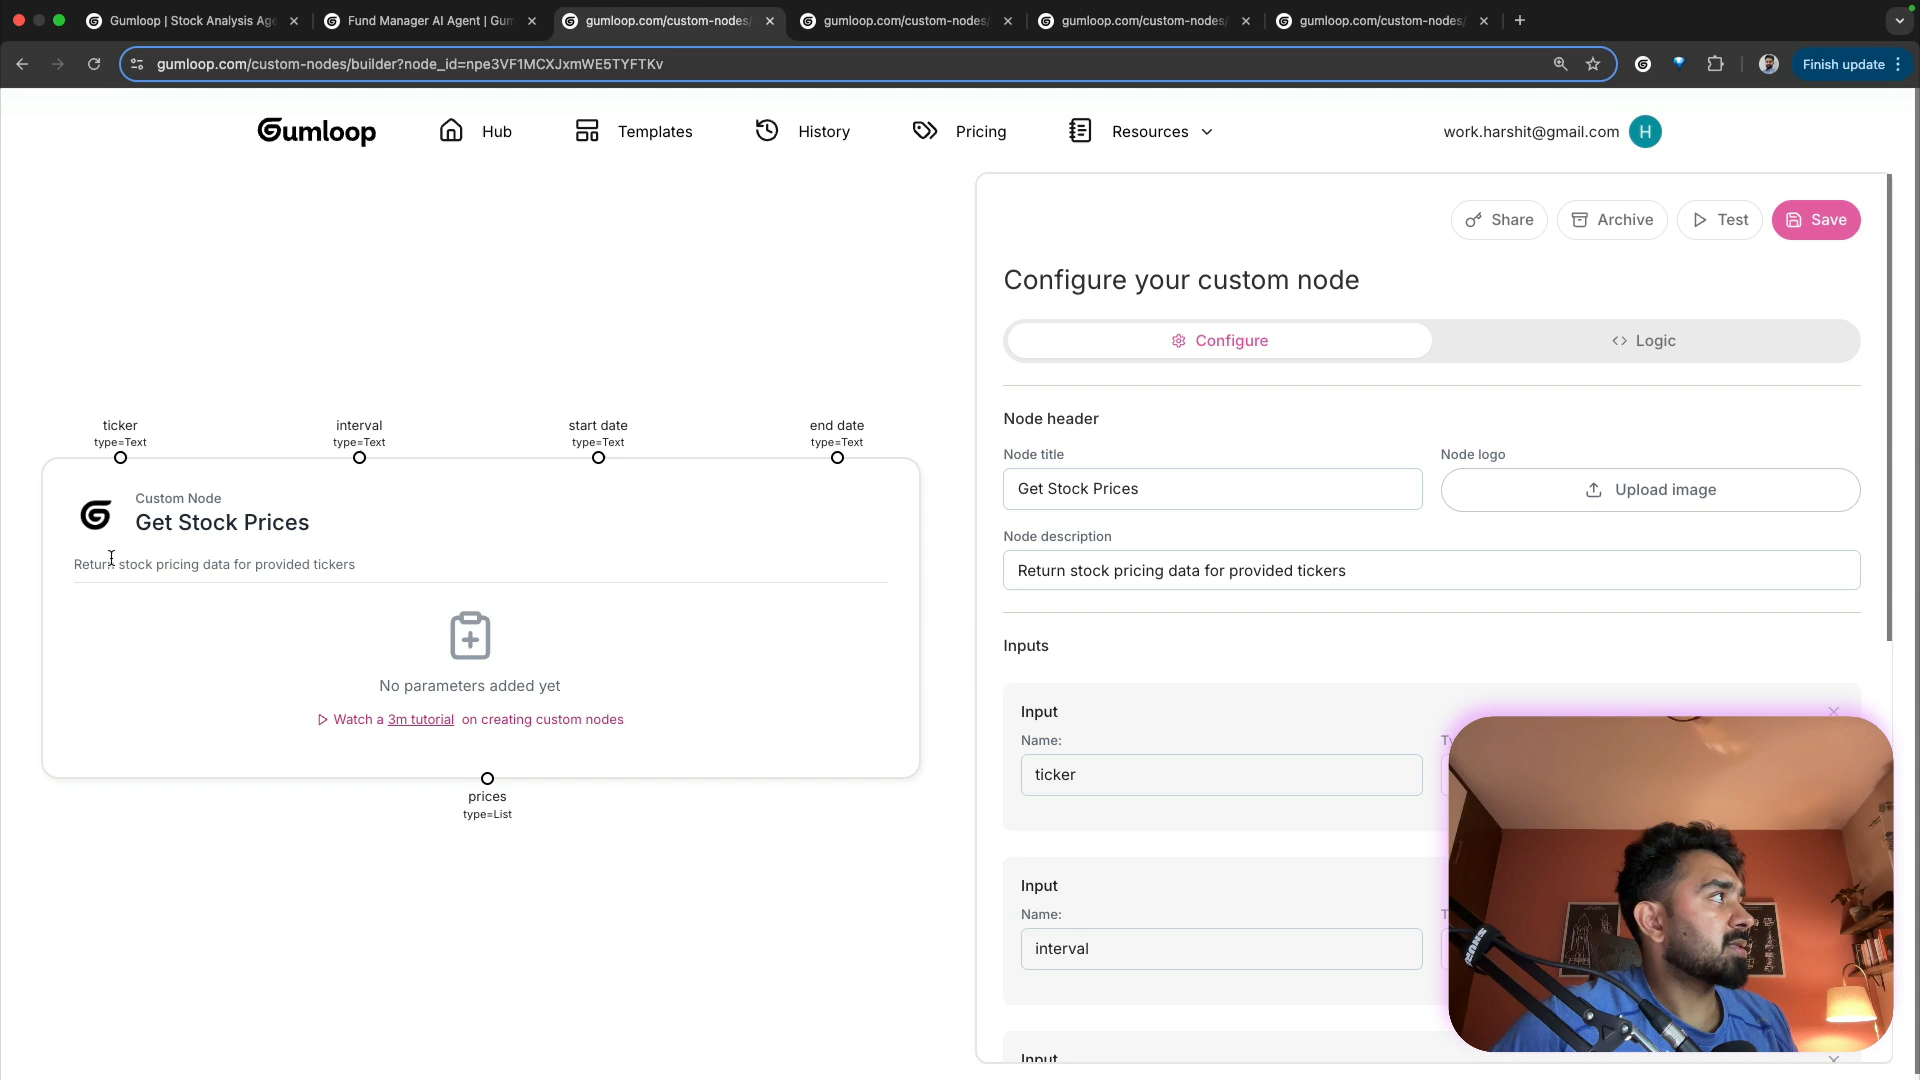 Gumloop | Stock Analysis Age
Fund Manager AI Agent | Gum
gumloop.com/custom-nodes/
gumloop.com/custom-nodes/
gumloop.com/custom-nodes/
gumloop.com/custom-nodes/
gumloop.com/custom-nodes/builder?node_id=npe3VF1MCXJxmWE5TYFTKv
Finish update
Gumloop
Hub
Templates
History
Pricing
Resources
work.harshit@gmail.com
H
Share
Archive
Test
Save
Configure your custom node
Configure
<> Logic
ticker
type=Text
interval
type=Text
start date
type=Text
end date
type=Text
Custom Node
Get Stock Prices
Return stock pricing data for provided tickers
No parameters added yet
Watch a 3m tutorial on creating custom nodes
prices
type=List
Node header
Node title
Node logo
Get Stock Prices
Upload image
Node description
Return stock pricing data for provided tickers
Inputs
Input
Name:
ticker
Input
Name:
interval
Input